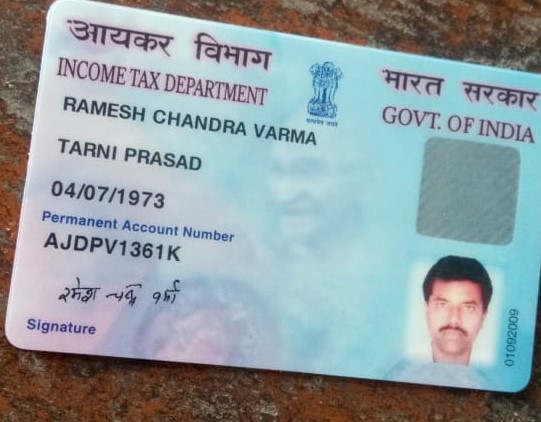 आयकर विभाग
INCOME TAX DEPARTMENT
भारत सरकार
GOVT. OF INDIA
RAMESH CHANDRA VARMA
TARNI PRASAD
04/07/1973
Permanent Account Number
AJDPV1361K
रमेश चन्द्र वर्मा
Signature
सत्यमेव जयते
01092009